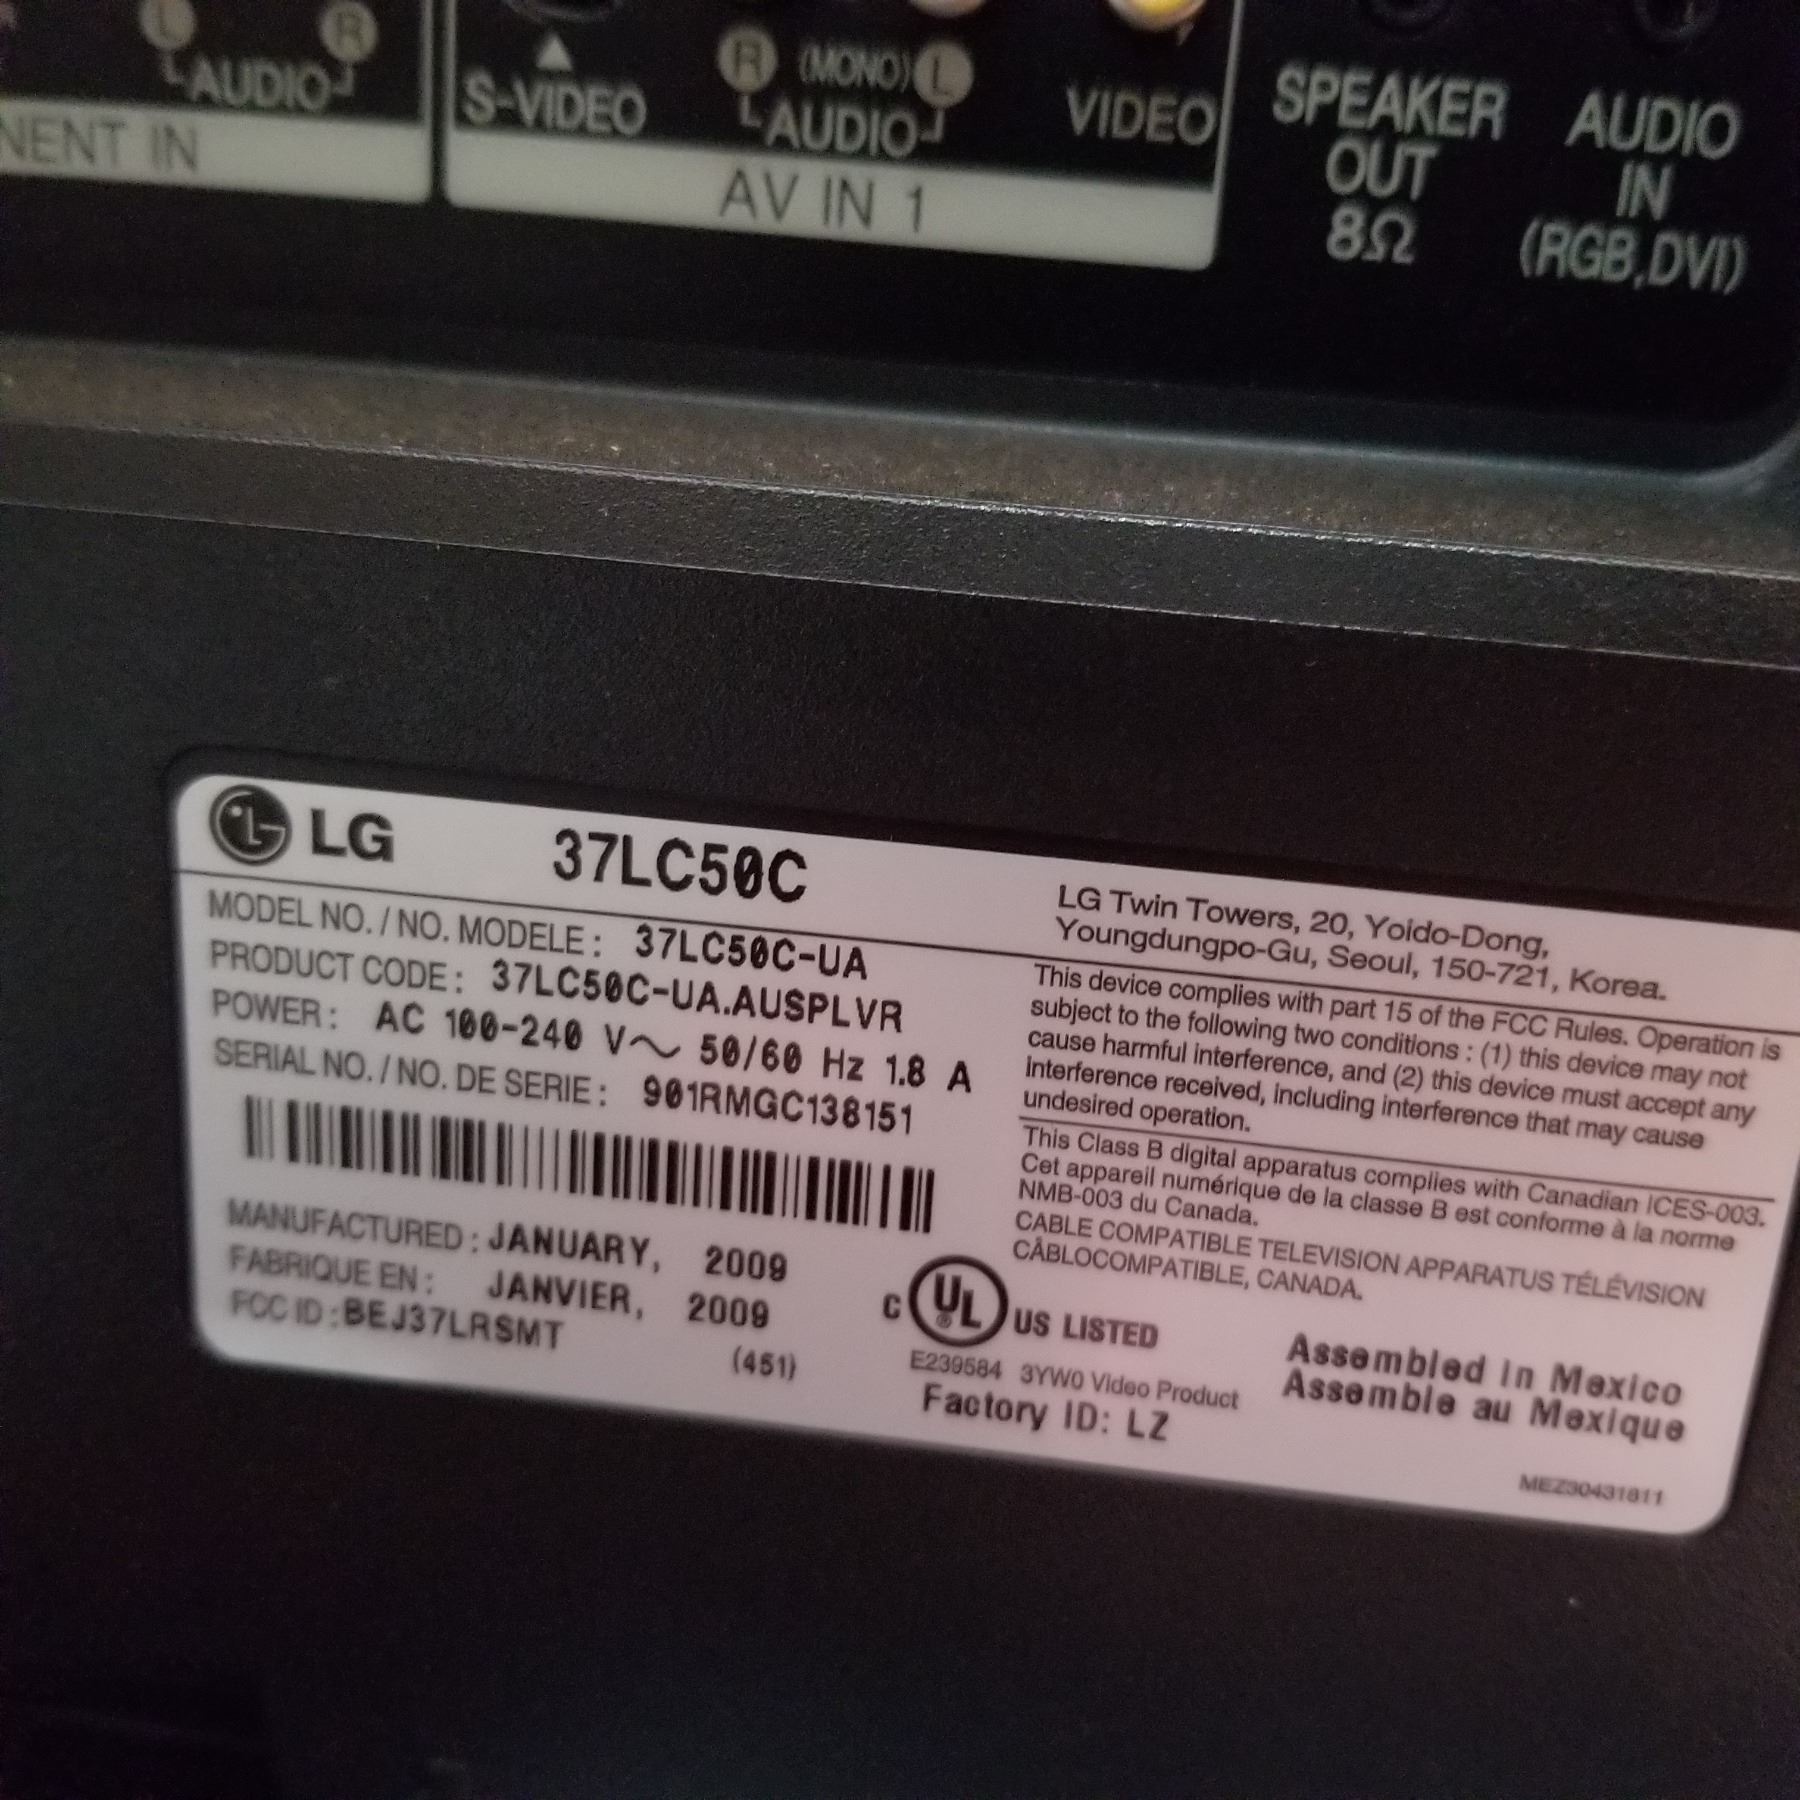 L R
AUDIO
NENT IN
S-VIDEO
R (MONO) L
AUDIO
VIDEO
AV IN 1
SPEAKER
OUT
8Ω
AUDIO
IN
(RGB,DVI)
LG 37LC50C
LG Twin Towers, 20, Yoido-Dong,
Youngdungpo-Gu, Seoul, 150-721, Korea.
MODEL NO. / NO. MODELE : 37LC50C-UA
PRODUCT CODE : 37LC50C-UA.AUSPLVR
POWER : AC 100-240 V~ 50/60 Hz 1.8 A
SERIAL NO. / NO. DE SERIE : 901RMGC138151
MANUFACTURED : JANUARY, 2009
FABRIQUE EN : JANVIER, 2009
FCC ID : BEJ37LRSMT
(451)
This device complies with part 15 of the FCC Rules. Operation is
subject to the following two conditions : (1) this device may not
cause harmful interference, and (2) this device must accept any
interference received, including interference that may cause
undesired operation.
This Class B digital apparatus complies with Canadian ICES-003.
Cet appareil numérique de la classe B est conforme à la norme
NMB-003 du Canada.
CABLE COMPATIBLE TELEVISION APPARATUS TÉLÉVISION
CÂBLOCOMPATIBLE, CANADA.
C UL ® US LISTED
E239584 3YW0 Video Product
Factory ID: LZ
Assembled in Mexico
Assemble au Mexique
MEZ30431811